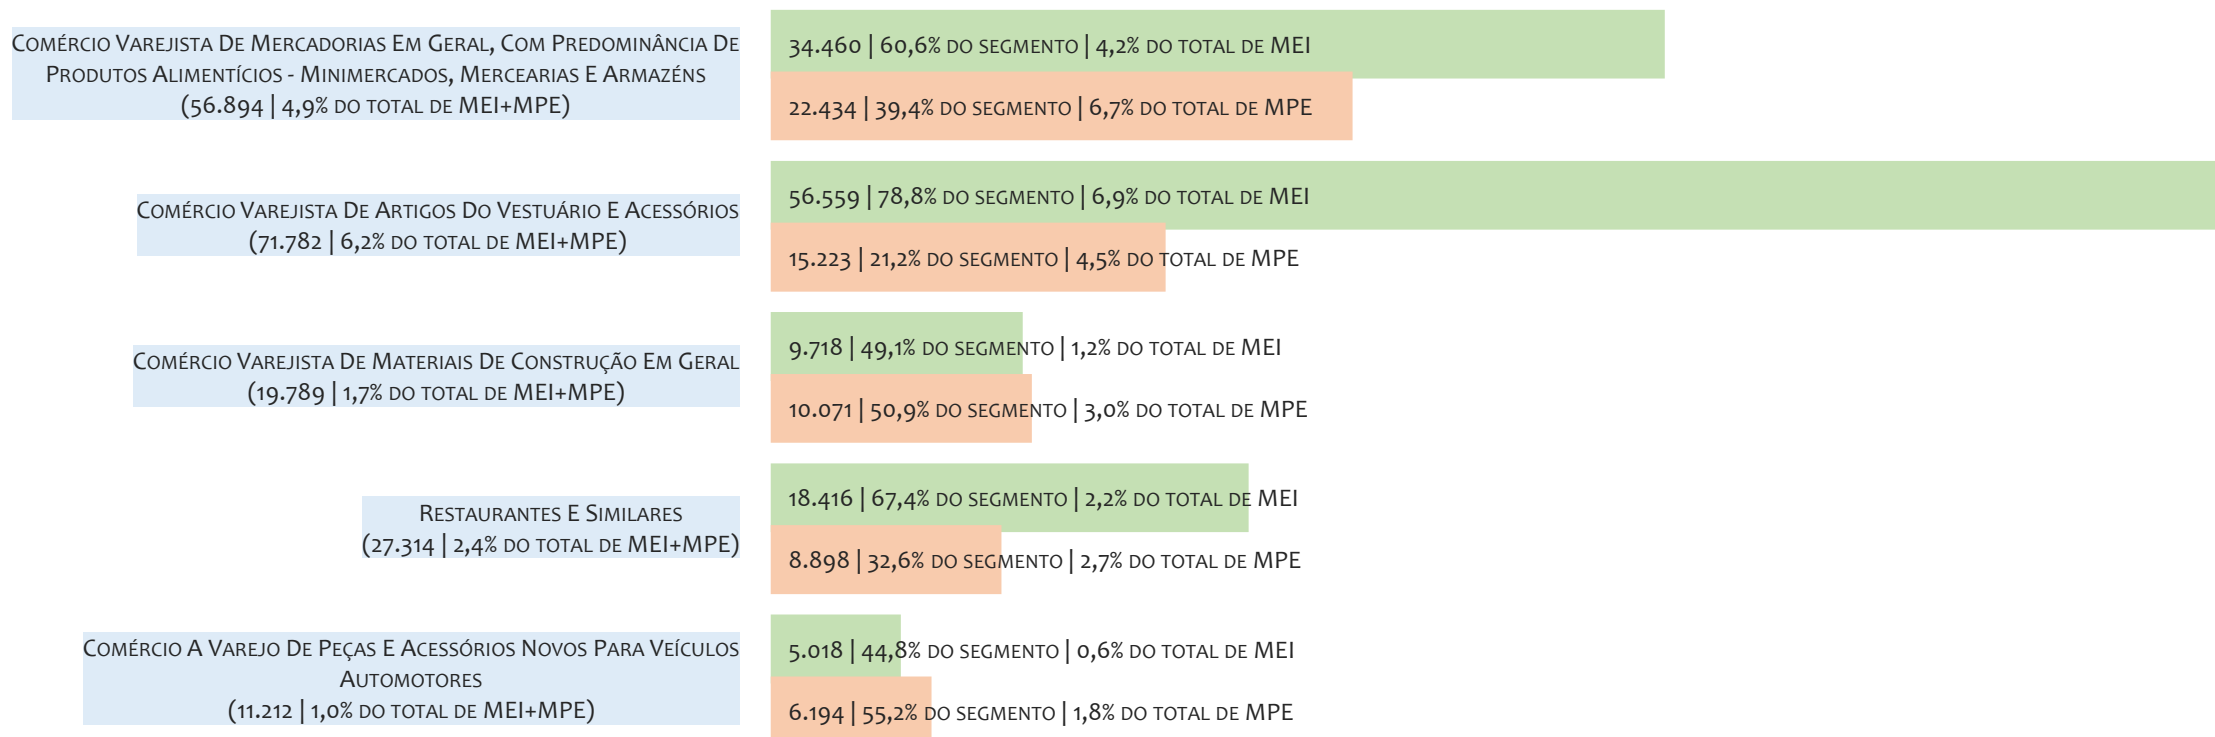 Comércio Varejista De Mercadorias Em Geral, Com Predominância De
Produtos Alimentícios - Minimercados, Mercearias E Armazéns
(56.894 | 4,9% do total de MEI+MPE)
34.460 | 60,6% do segmento | 4,2% do total de MEI
22.434 | 39,4% do segmento | 6,7% do total de MPE
Comércio Varejista De Artigos Do Vestuário E Acessórios
(71.782 | 6,2% do total de MEI+MPE)
56.559 | 78,8% do segmento | 6,9% do total de MEI
15.223 | 21,2% do segmento | 4,5% do total de MPE
Comércio Varejista De Materiais De Construção Em Geral
(19.789 | 1,7% do total de MEI+MPE)
9.718 | 49,1% do segmento | 1,2% do total de MEI
10.071 | 50,9% do segmento | 3,0% do total de MPE
Restaurantes E Similares
(27.314 | 2,4% do total de MEI+MPE)
18.416 | 67,4% do segmento | 2,2% do total de MEI
8.898 | 32,6% do segmento | 2,7% do total de MPE
Comércio A Varejo De Peças E Acessórios Novos Para Veículos
Automotores
(11.212 | 1,0% do total de MEI+MPE)
5.018 | 44,8% do segmento | 0,6% do total de MEI
6.194 | 55,2% do segmento | 1,8% do total de MPE